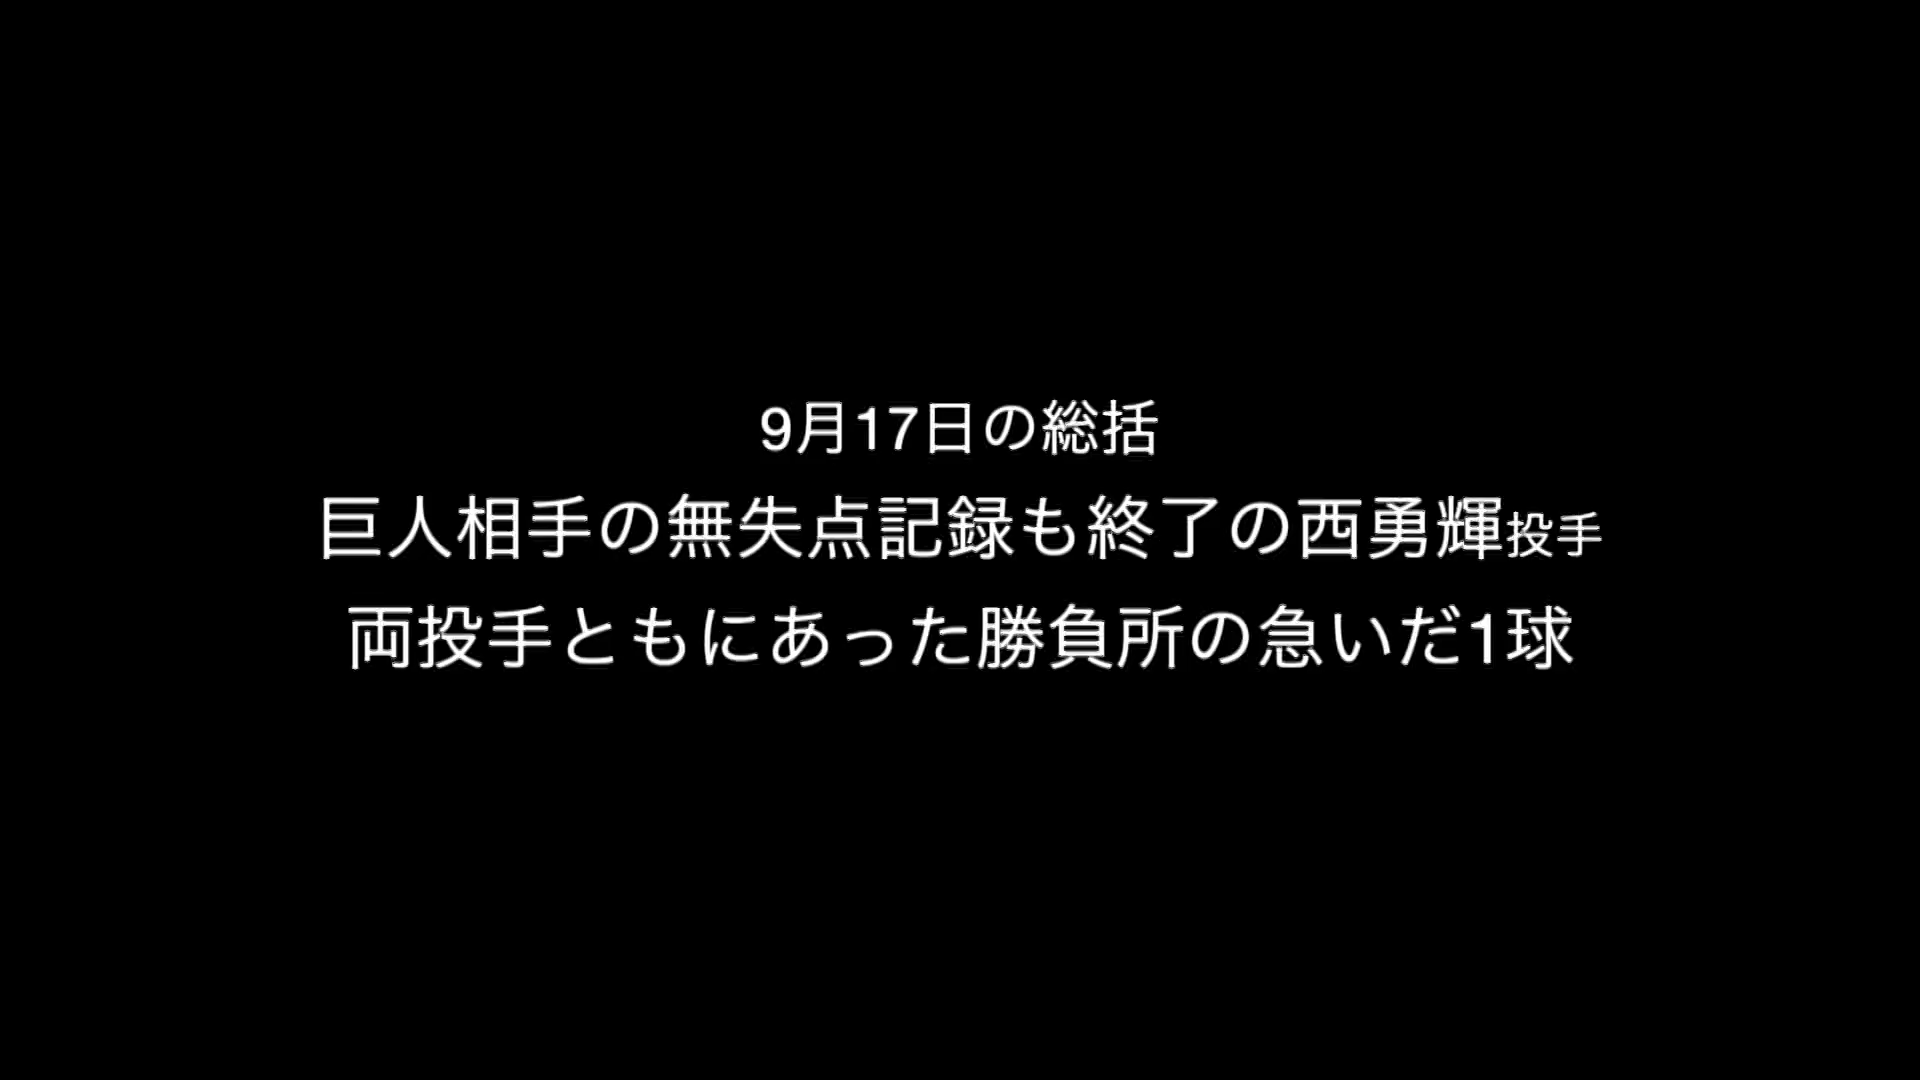 9月17日の総括
巨人相手の無失点記録も終了の西勇輝投手
両投手ともにあった勝負所の急いだ1球